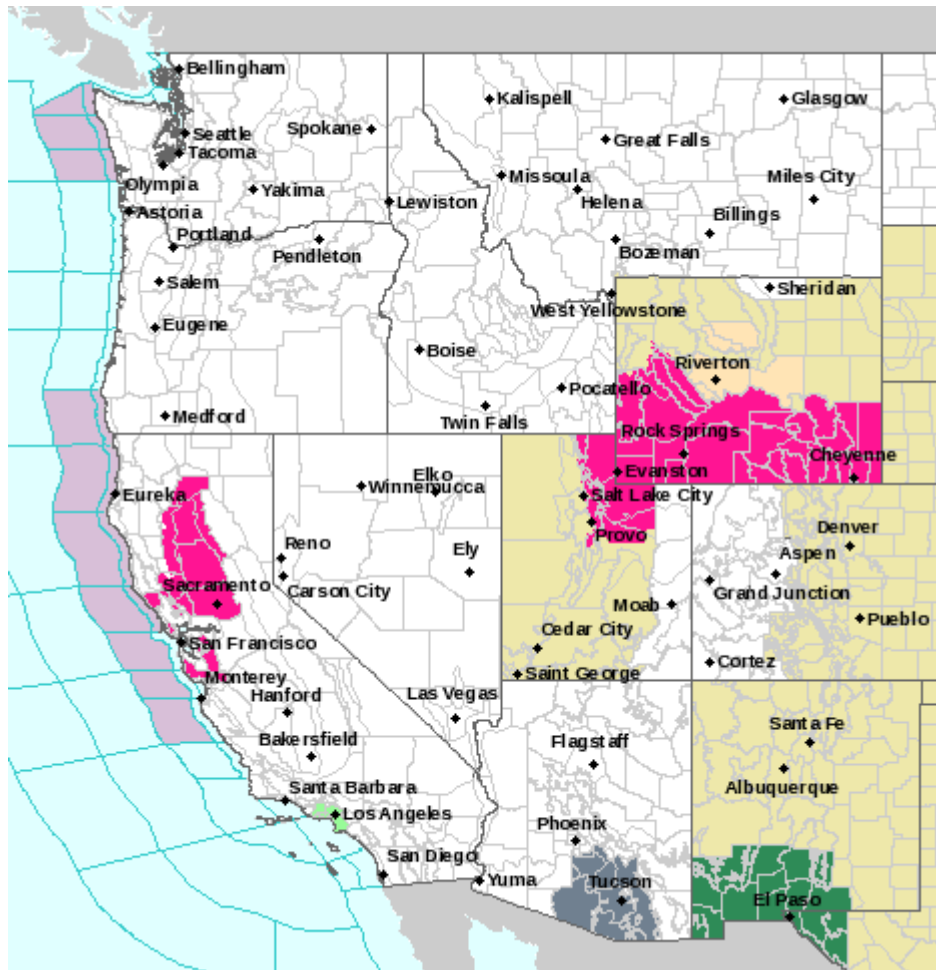 Bellingham
Kalispell
Glasgow
Seattle
Spokane
Great Falls
Tacoma
Olympia
Yakima
Missoula
Miles City
Lewiston
Helena
Astoria
Billings
Portland
Pendleton
Bozeman
Salem
Sheridan
West Yellowstone
Eugene
Boise
Riverton
Pocatello
Medford
Twin Falls
Rock Springs
Cheyenne
Elko
Evanston
Eureka
Winnemucca
Salt Lake City
Provo
Denver
Reno
Ely
Aspen
Sacramento
Carson City
Grand Junction
Moab
Pueblo
San Francisco
Cedar City
Cortez
Saint George
Monterey
Hanford
Las Vegas
Santa Fe
Bakersfield
Flagstaff
Albuquerque
Santa Barbara
Los Angeles
Phoenix
San Diego
Yuma
Tucson
El Paso